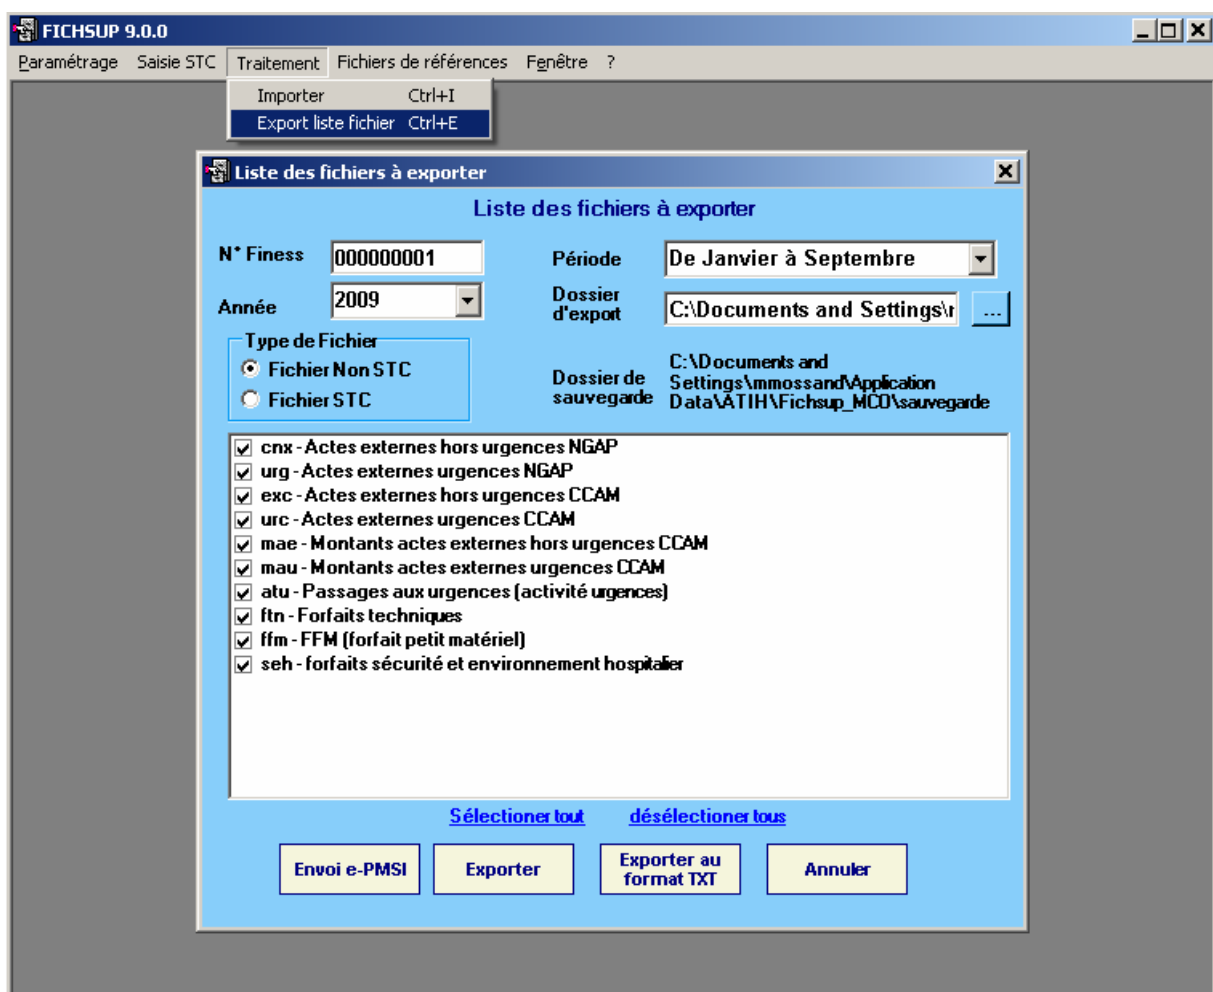 FICHSUP 9.0.0
Paramétrage Saisie STC Traitement Fichiers de références Fenêtre ?
Importer Ctrl+I
Export liste fichier Ctrl+E
Liste des fichiers à exporter
Liste des fichiers à exporter
N° Finess 000000001
Période De Janvier à Septembre
Année 2009
Dossier
d'export C:\Documents and Settings\r ...
Type de Fichier
Fichier Non STC
Fichier STC
Dossier de
sauvegarde
C:\Documents and
Settings\mmossand\Application
Data\ATIH\Fichsup_MCO\sauvegarde
cnx - Actes externes hors urgences NGAP
urg - Actes externes urgences NGAP
exc - Actes externes hors urgences CCAM
urc - Actes externes urgences CCAM
mae - Montants actes externes hors urgences CCAM
mau - Montants actes externes urgences CCAM
atu - Passages aux urgences (activité urgences)
ftn - Forfaits techniques
ffm - FFM (forfait petit matériel)
seh - forfaits sécurité et environnement hospitalier
Sélectioner tout désélectioner tous
Envoi e-PMSI Exporter Exporter au
format TXT Annuler